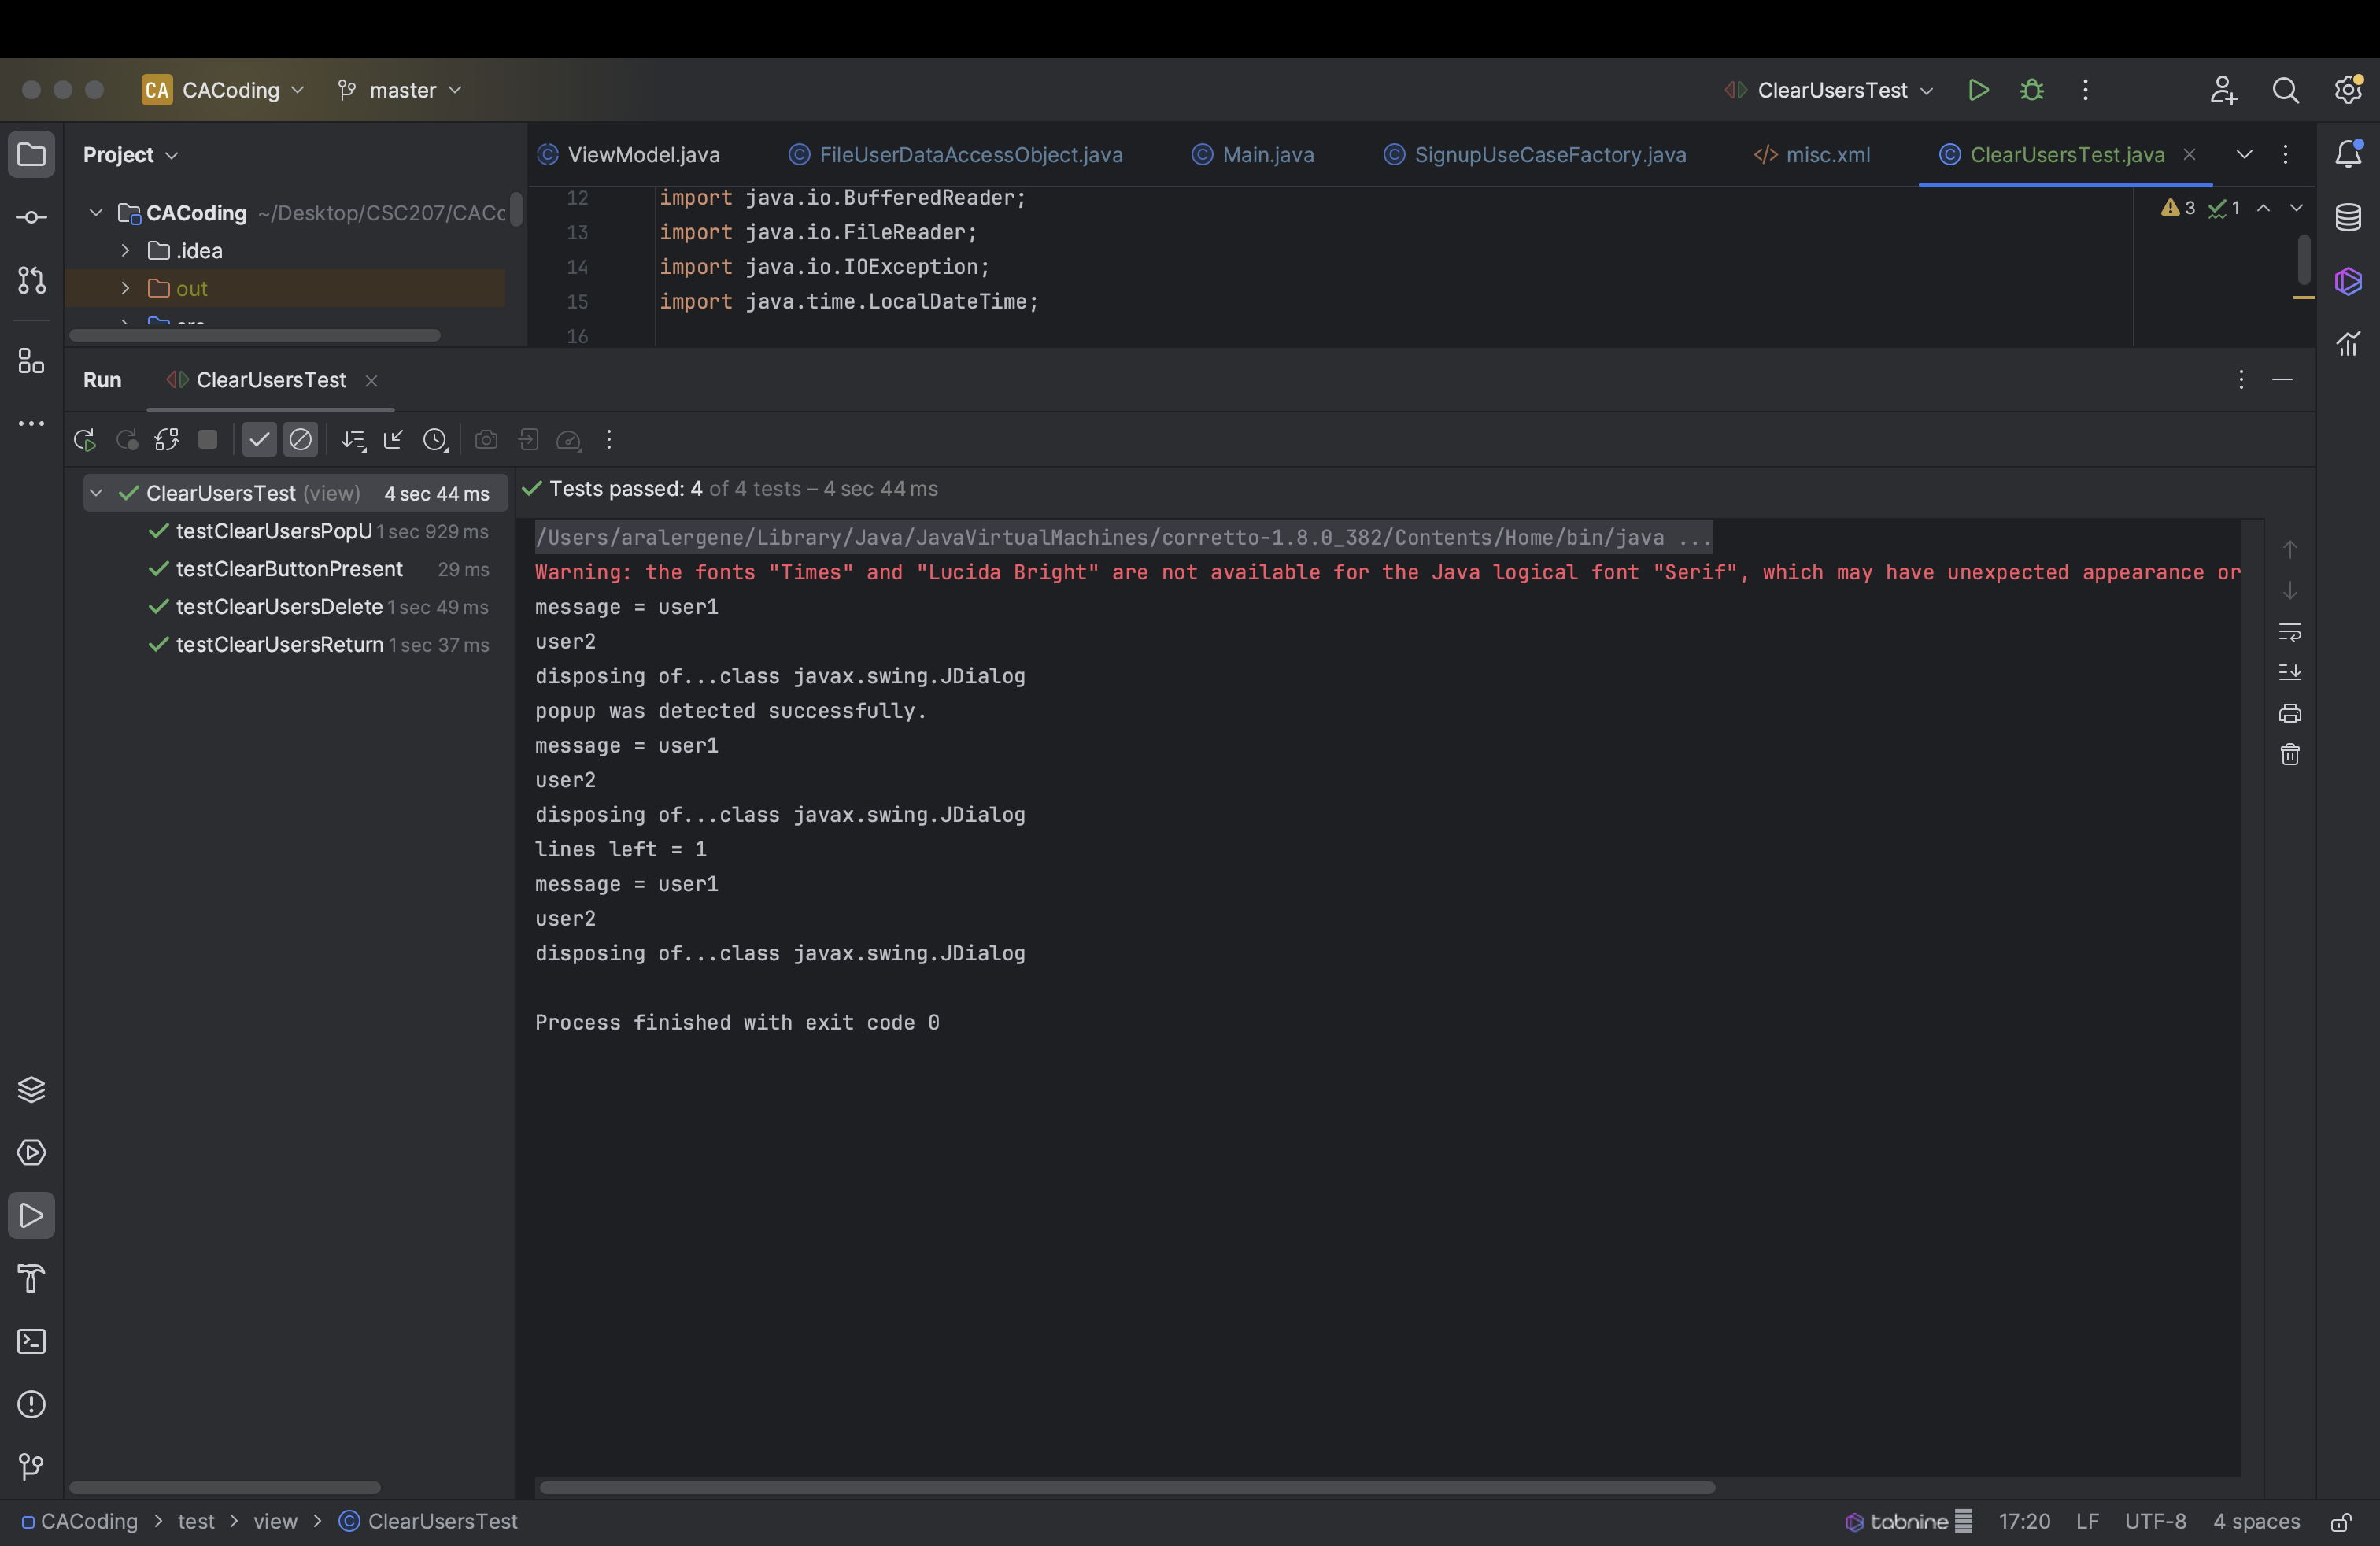 CA CACoding master ClearUsersTest
Project
ViewModel.java FileUserDataAccessObject.java Main.java SignupUseCaseFactory.java misc.xml ClearUsersTest.java
CACoding ~/Desktop/CSC207/CACc
.idea
out
12 import java.io.BufferedReader;
13 import java.io.FileReader;
14 import java.io.IOException;
15 import java.time.LocalDateTime;
16
3 1
Run ClearUsersTest
ClearUsersTest (view) 4 sec 44 ms
testClearUsersPopU 1 sec 929 ms
testClearButtonPresent 29 ms
testClearUsersDelete 1 sec 49 ms
testClearUsersReturn 1 sec 37 ms
Tests passed: 4 of 4 tests – 4 sec 44 ms
/Users/aralergene/Library/Java/JavaVirtualMachines/corretto-1.8.0_382/Contents/Home/bin/java ...
Warning: the fonts "Times" and "Lucida Bright" are not available for the Java logical font "Serif", which may have unexpected appearance or
message = user1
user2
disposing of...class javax.swing.JDialog
popup was detected successfully.
message = user1
user2
disposing of...class javax.swing.JDialog
lines left = 1
message = user1
user2
disposing of...class javax.swing.JDialog
Process finished with exit code 0
CACoding > test > view > ClearUsersTest
tabnine 17:20 LF UTF-8 4 spaces